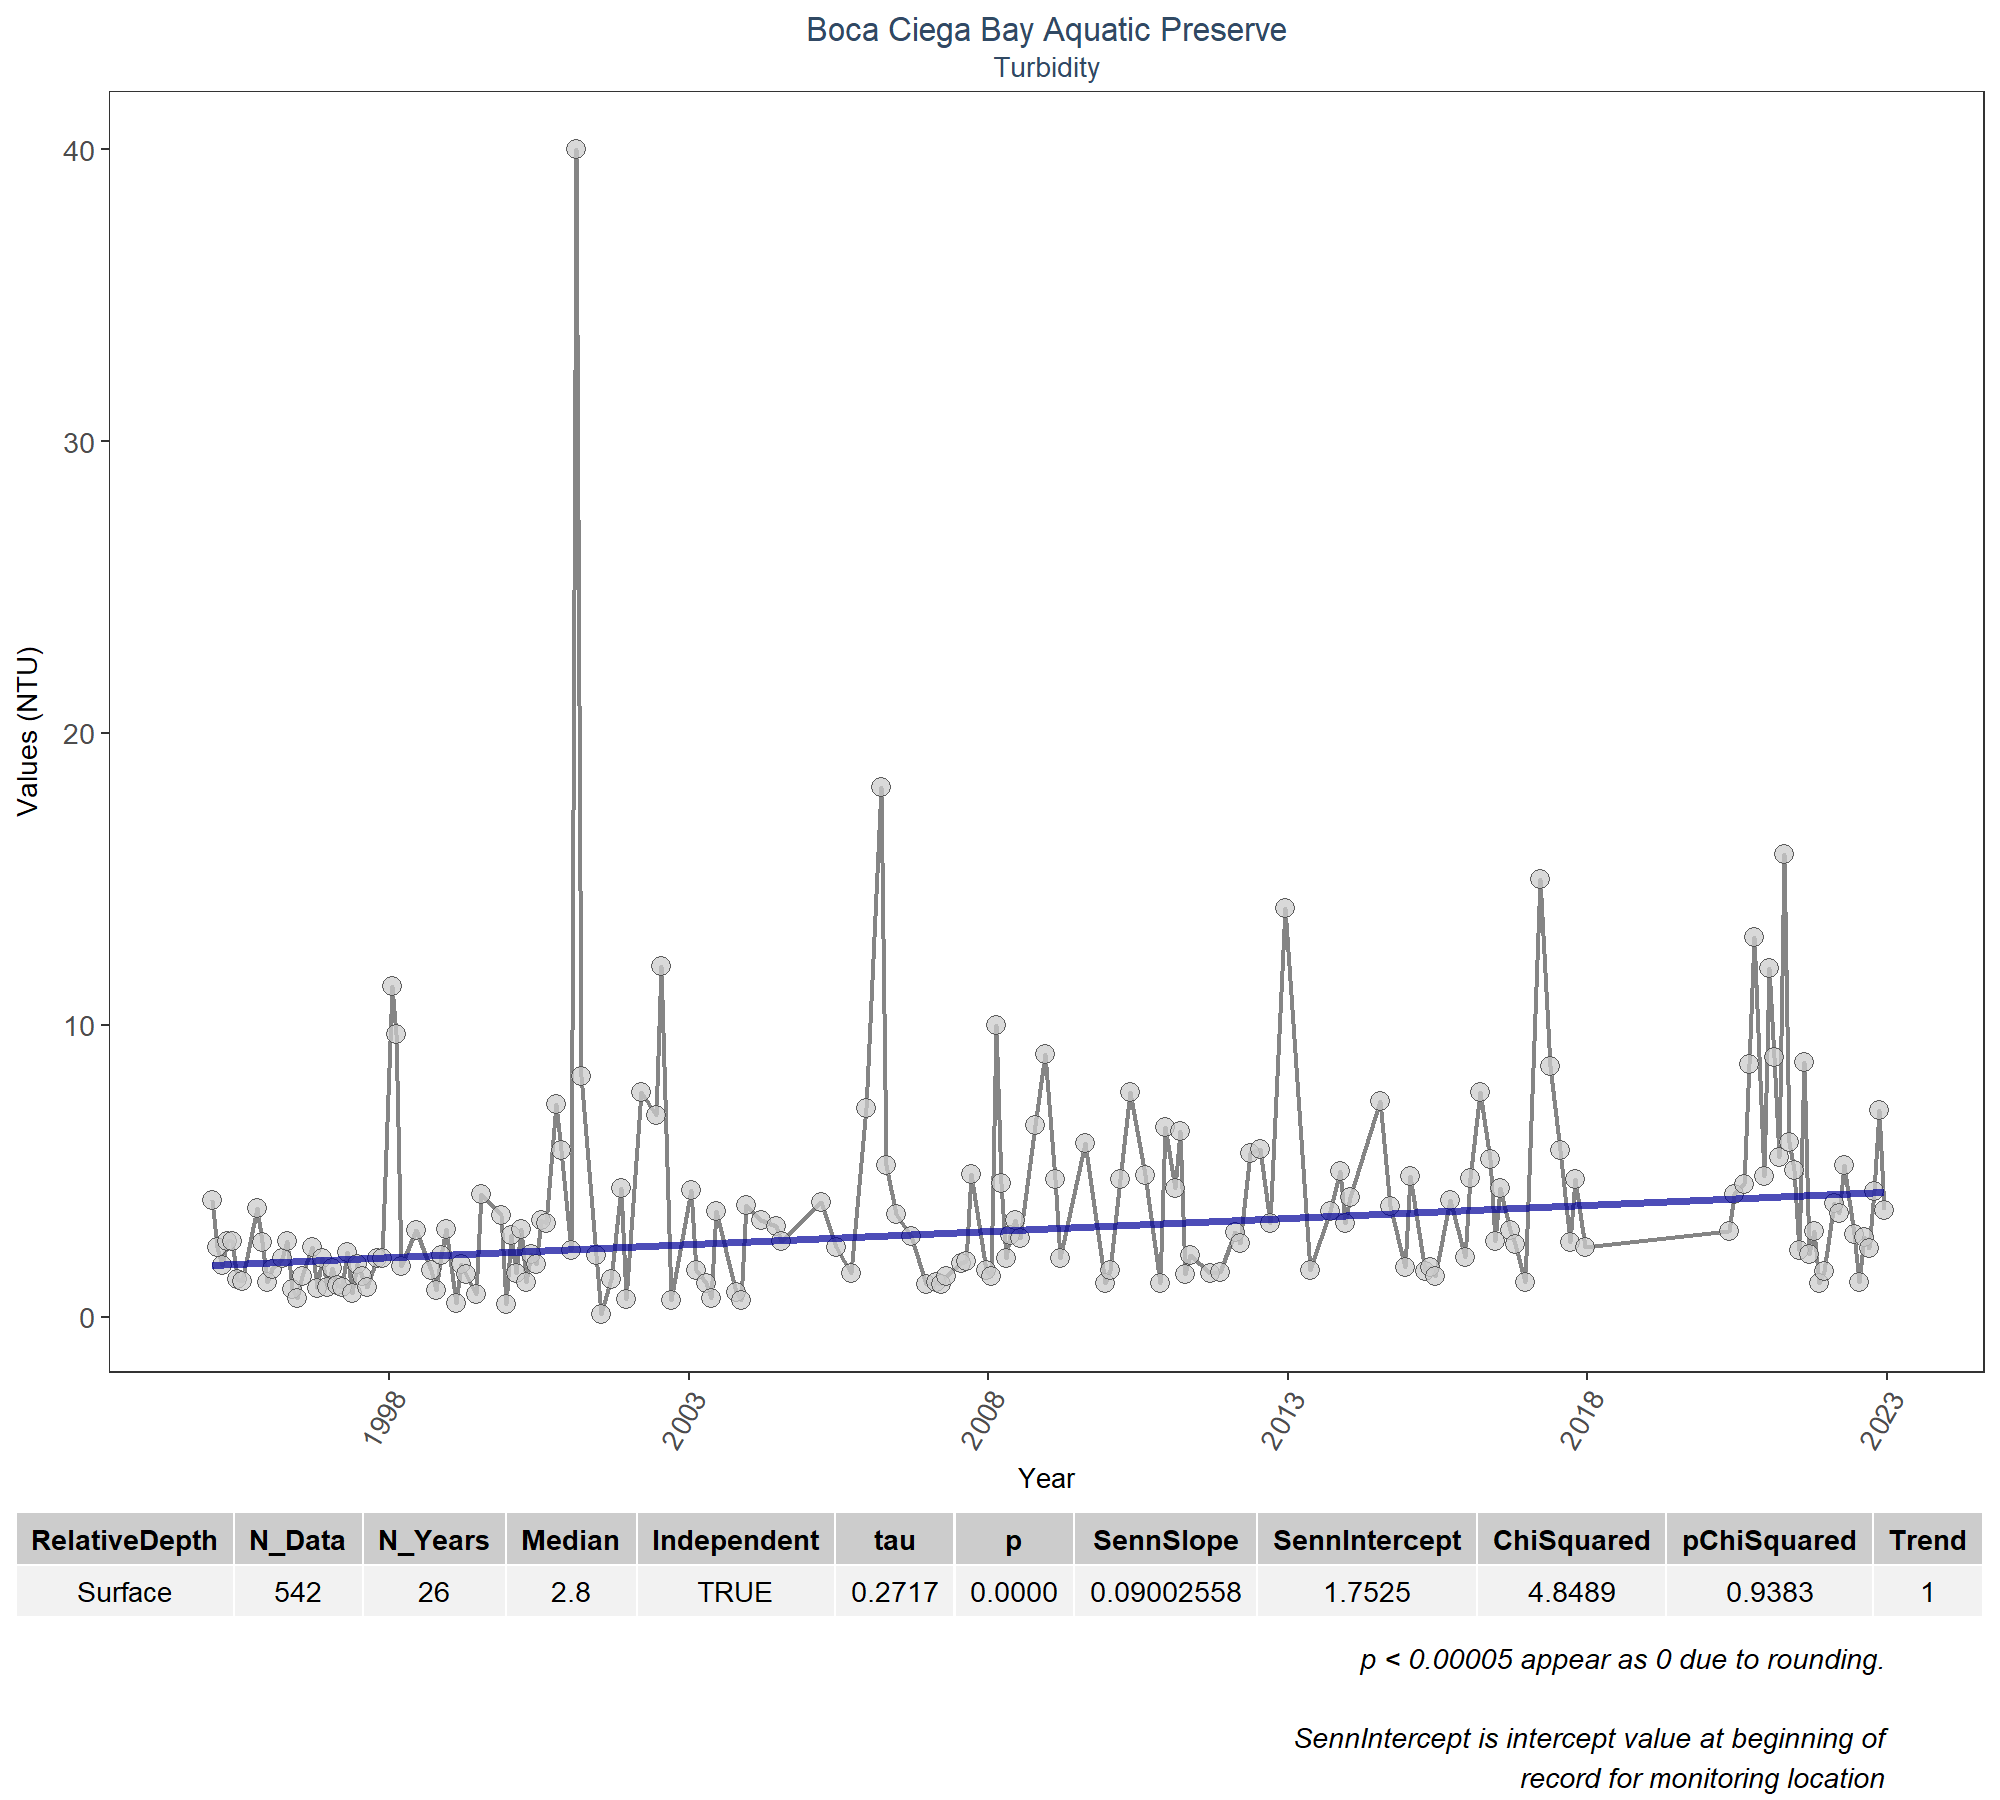 Boca Ciega Bay Aquatic Preserve
Turbidity
Values (NTU)
40
30
20
10
0
1998 2003 2008 2013 2018 2023
Year
RelativeDepth N_Data N_Years Median Independent tau p SennSlope SennIntercept ChiSquared pChiSquared Trend
Surface 542 26 2.8 TRUE 0.2717 0.0000 0.09002558 1.7525 4.8489 0.9383 1
p < 0.00005 appear as 0 due to rounding.
SennIntercept is intercept value at beginning of
record for monitoring location